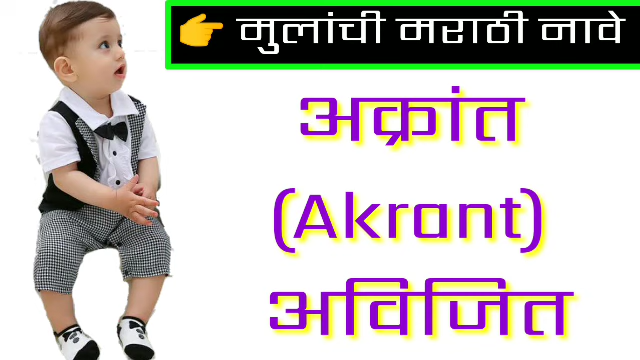 👉 मुलांची मराठी नावे
अक्रांत
(Akrant)
अविजित